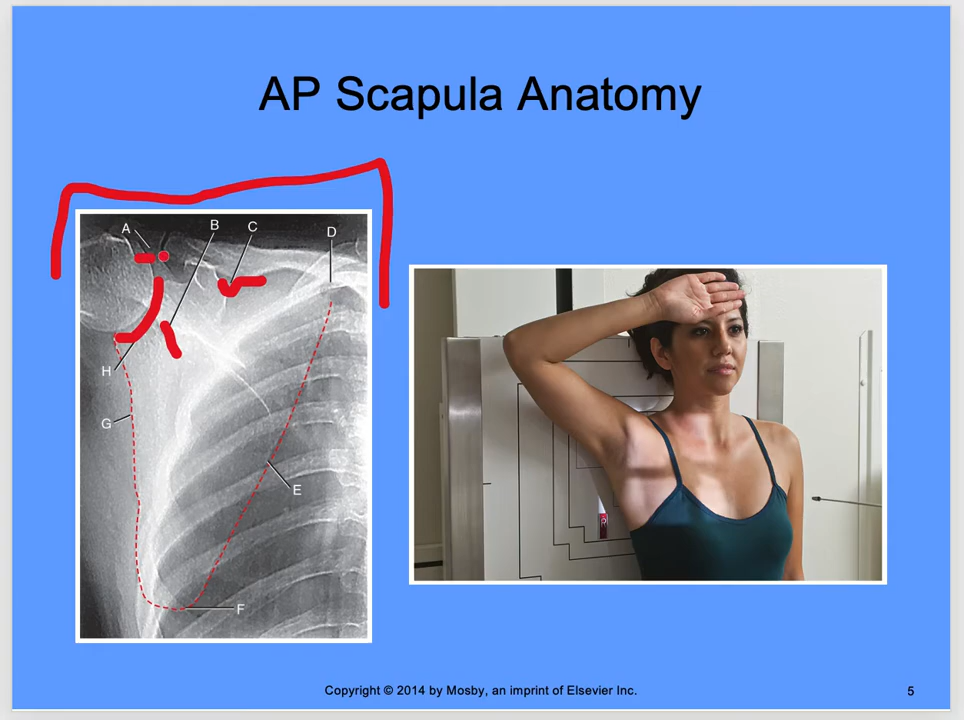 AP Scapula Anatomy
A
B
C
D
H
G
E
F
R
Copyright © 2014 by Mosby, an imprint of Elsevier Inc.
5